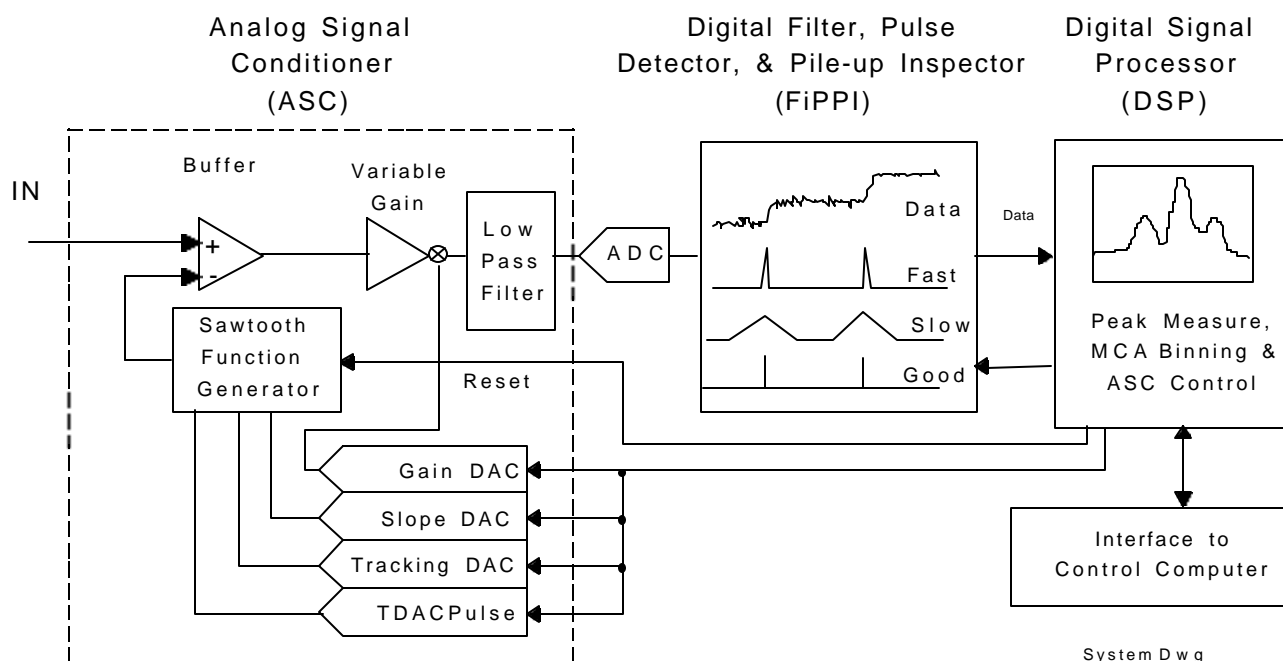 Analog Signal
Conditioner
(ASC)
Digital Filter, Pulse
Detector, & Pile-up Inspector
(FiPPI)
Digital Signal
Processor
(DSP)
IN
Buffer
Variable
Gain
+
-
Low
Pass
Filter
ADC
Data
Fast
Slow
Good
Data
Peak Measure,
MCA Binning &
ASC Control
Sawtooth
Function
Generator
Reset
Gain DAC
Slope DAC
Tracking DAC
TDACPulse
Interface to
Control Computer
System Dwg